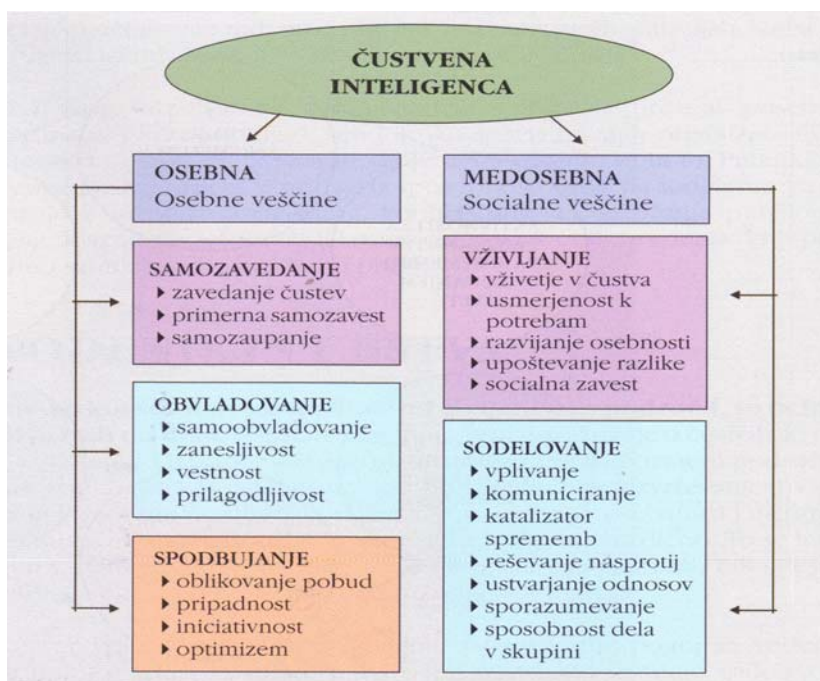 ČUSTVENA
INTELIGENCA
OSEBNA
Osebne veščine
SAMOZAVEDANJE
▸ zavedanje čustev
▸ primerna samozavest
▸ samozaupanje
OBVLADOVANJE
▸ samoobvladovanje
▸ zanesljivost
▸ vestnost
▸ prilagodljivost
SPODBUJANJE
▸ oblikovanje pobud
▸ pripadnost
▸ iniciativnost
▸ optimizem
MEDOSEBNA
Socialne veščine
VŽIVLJANJE
▸ vživetje v čustva
▸ usmerjenost k
potrebam
▸ razvijanje osebnosti
▸ upoštevanje razlike
▸ socialna zavest
SODELOVANJE
▸ vplivanje
▸ komuniciranje
▸ katalizator
sprememb
▸ reševanje nasprotij
▸ ustvarjanje odnosov
▸ sporazumevanje
▸ sposobnost dela
v skupini